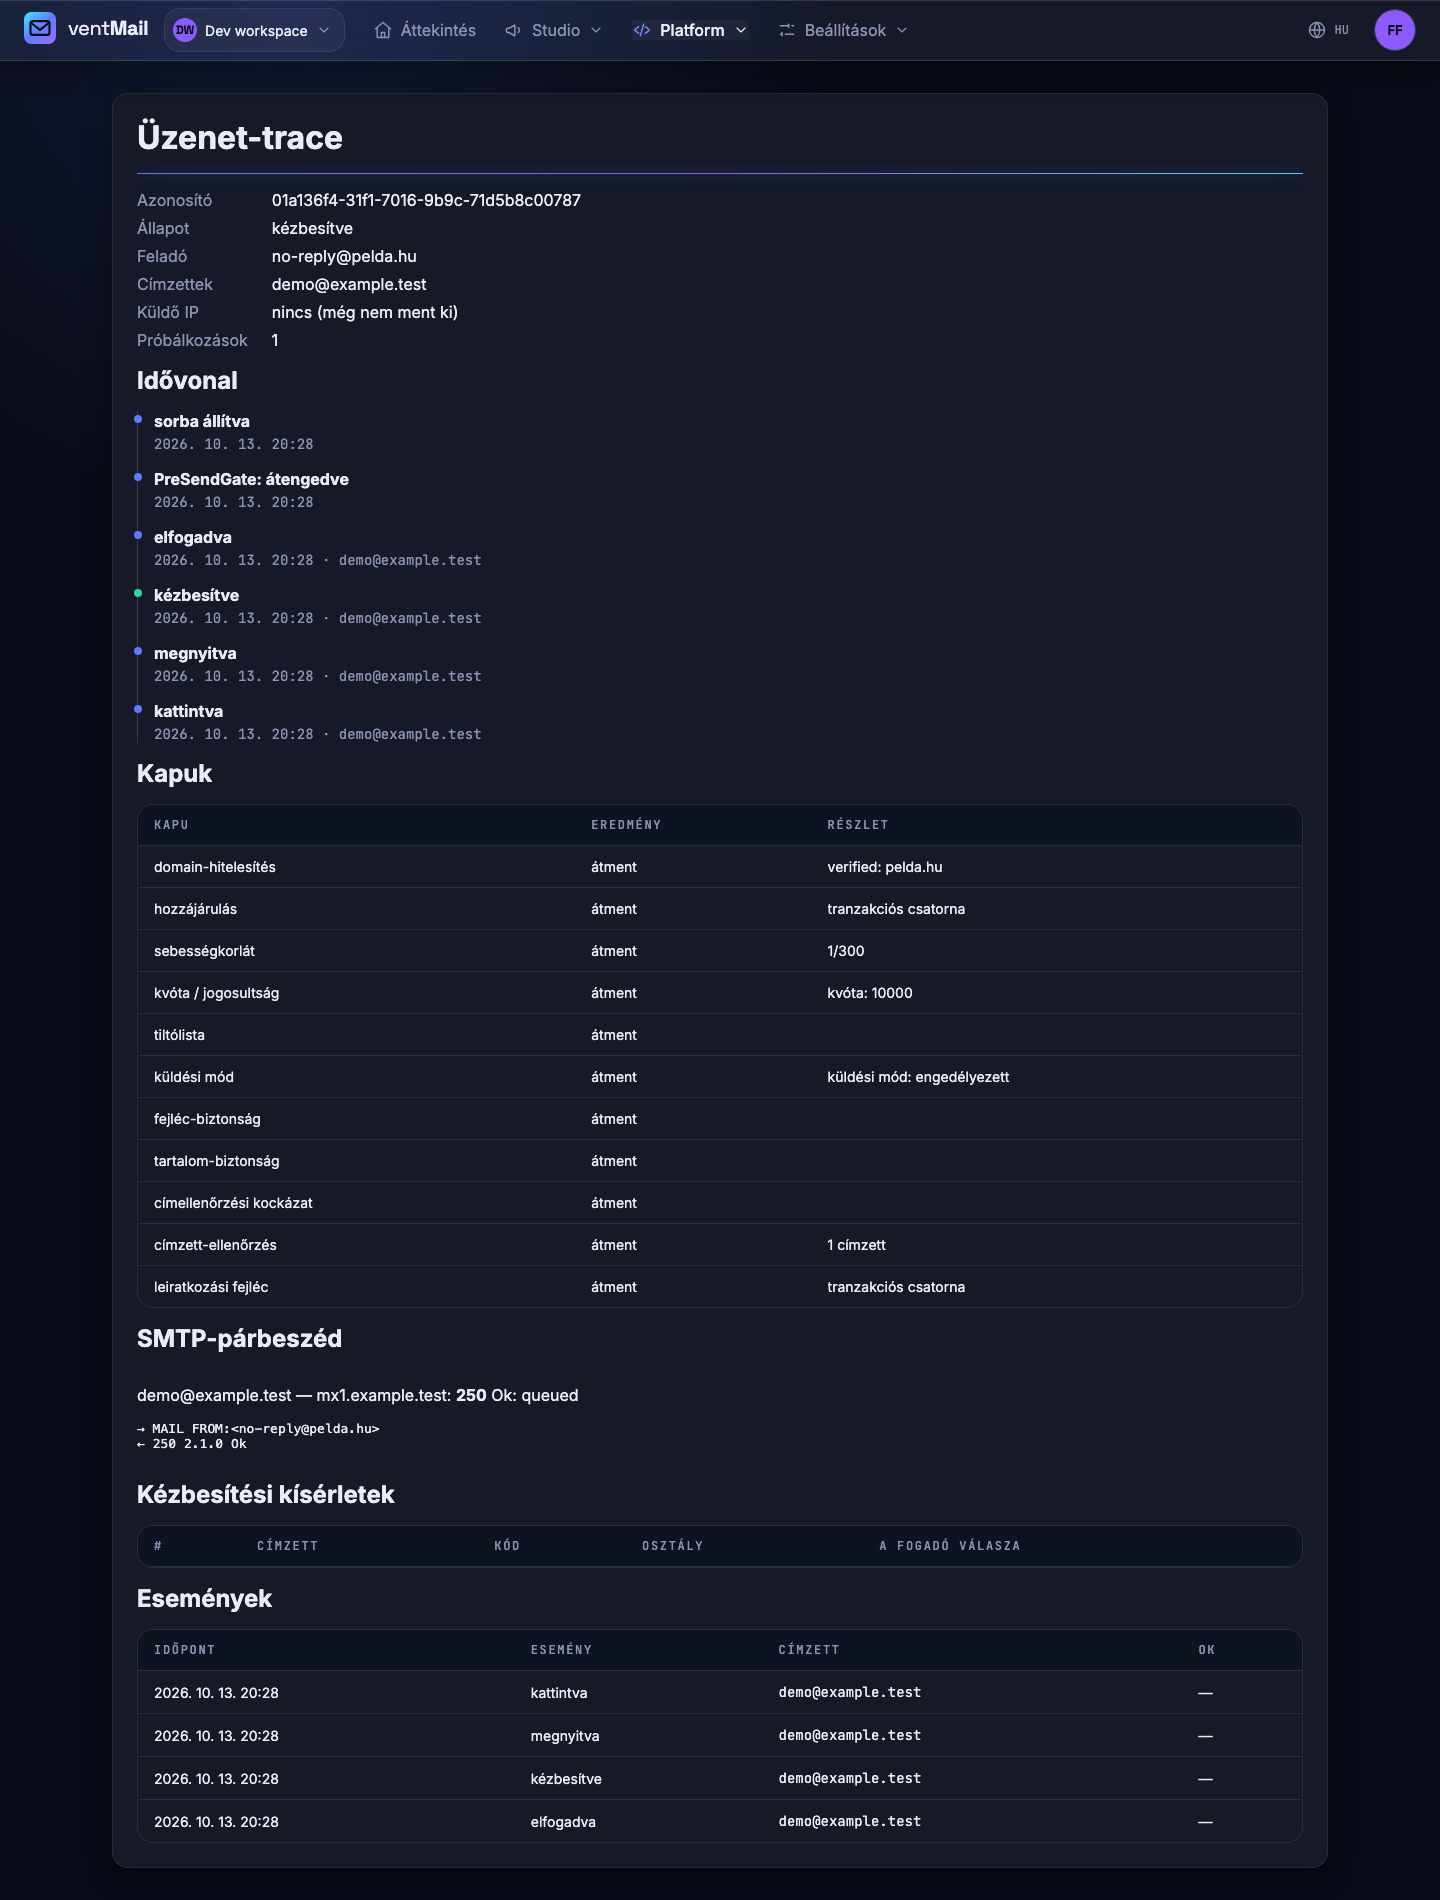 ventMail
DW Dev workspace
Áttekintés
Studio
Platform
Beállítások
HU
FF
Üzenet-trace
Azonosító 01a136f4-31f1-7016-9b9c-71d5b8c00787
Állapot kézbesítve
Feladó no-reply@pelda.hu
Címzettek demo@example.test
Küldő IP nincs (még nem ment ki)
Próbálkozások 1
Idővonal
sorba állítva
2026. 10. 13. 20:28
PreSendGate: átengedve
2026. 10. 13. 20:28
elfogadva
2026. 10. 13. 20:28 · demo@example.test
kézbesítve
2026. 10. 13. 20:28 · demo@example.test
megnyitva
2026. 10. 13. 20:28 · demo@example.test
kattintva
2026. 10. 13. 20:28 · demo@example.test
Kapuk
KAPU EREDMÉNY RÉSZLET
domain-hitelesítés átment verified: pelda.hu
hozzájárulás átment tranzakciós csatorna
sebességkorlát átment 1/300
kvóta / jogosultság átment kvóta: 10000
tiltólista átment
küldési mód átment küldési mód: engedélyezett
fejléc-biztonság átment
tartalom-biztonság átment
címellenőrzési kockázat átment
címzett-ellenőrzés átment 1 címzett
leiratkozási fejléc átment tranzakciós csatorna
SMTP-párbeszéd
demo@example.test — mx1.example.test: 250 Ok: queued
→ MAIL FROM:<no-reply@pelda.hu>
← 250 2.1.0 Ok
Kézbesítési kísérletek
# CÍMZETT KÓD OSZTÁLY A FOGADÓ VÁLASZA
Események
IDŐPONT ESEMÉNY CÍMZETT OK
2026. 10. 13. 20:28 kattintva demo@example.test —
2026. 10. 13. 20:28 megnyitva demo@example.test —
2026. 10. 13. 20:28 kézbesítve demo@example.test —
2026. 10. 13. 20:28 elfogadva demo@example.test —